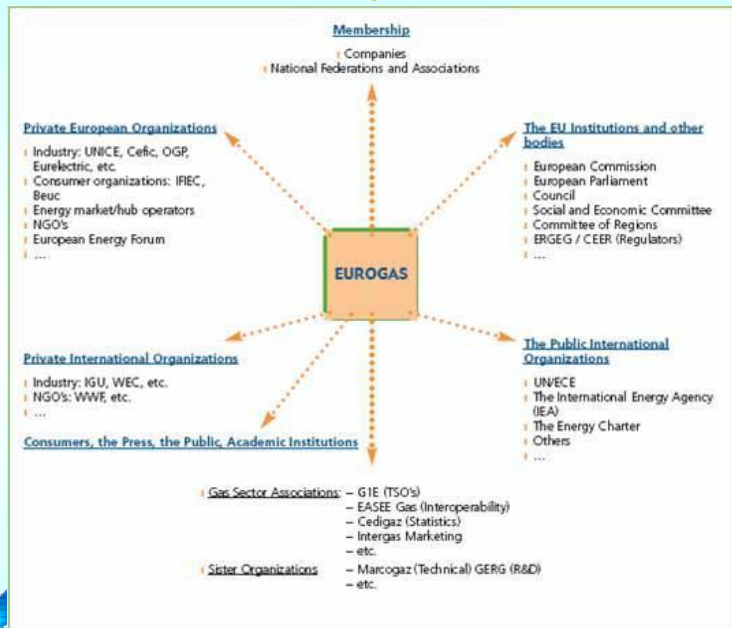 Membership
Companies
National Federations and Associations
Private European Organizations
Industry: UNICE, Cefic, OGP,
Eurelectric, etc.
Consumer organizations: IFIEC,
Beuc
Energy market/hub operators
NGO's
European Energy Forum
...
The EU Institutions and other
bodies
European Commission
European Parliament
Council
Social and Economic Committee
Committee of Regions
ERGEG / CEER (Regulators)
...
EUROGAS
Private International Organizations
Industry: IGU, WEC, etc.
NGO's: WWF, etc.
...
The Public International
Organizations
UN/ECE
The International Energy Agency
(IEA)
The Energy Charter
Others
...
Consumers, the Press, the Public, Academic Institutions
Gas Sector Associations: – G1E (TSO's)
– EASEE Gas (Interoperability)
– Cedigaz (Statistics)
– Intergas Marketing
– etc.
Sister Organizations – Marcogaz (Technical) GERG (R&D)
– etc.